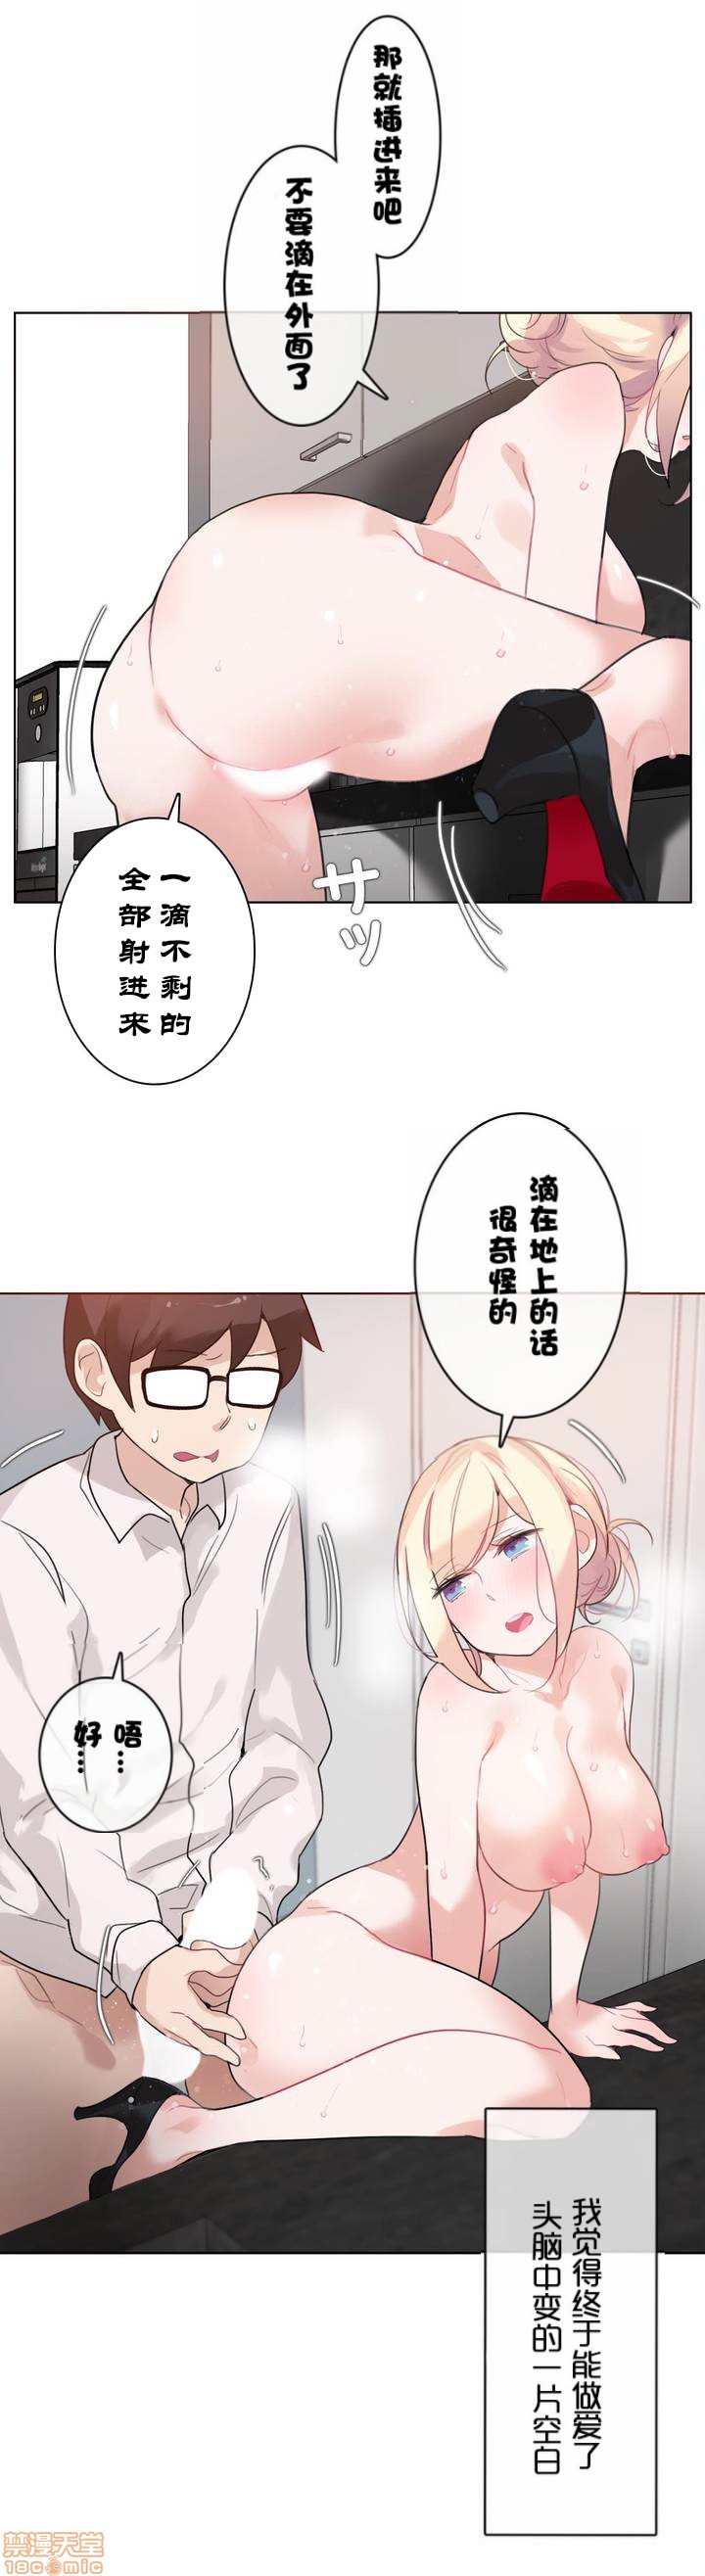 那就插进来吧
不要滴在外面了
一滴不剩的
全部射进来
サッ
滴在地上的话
很奇怪的
唔…
好…
我觉得终于能做爱了
头脑中变的一片空白
禁漫天堂
18comic